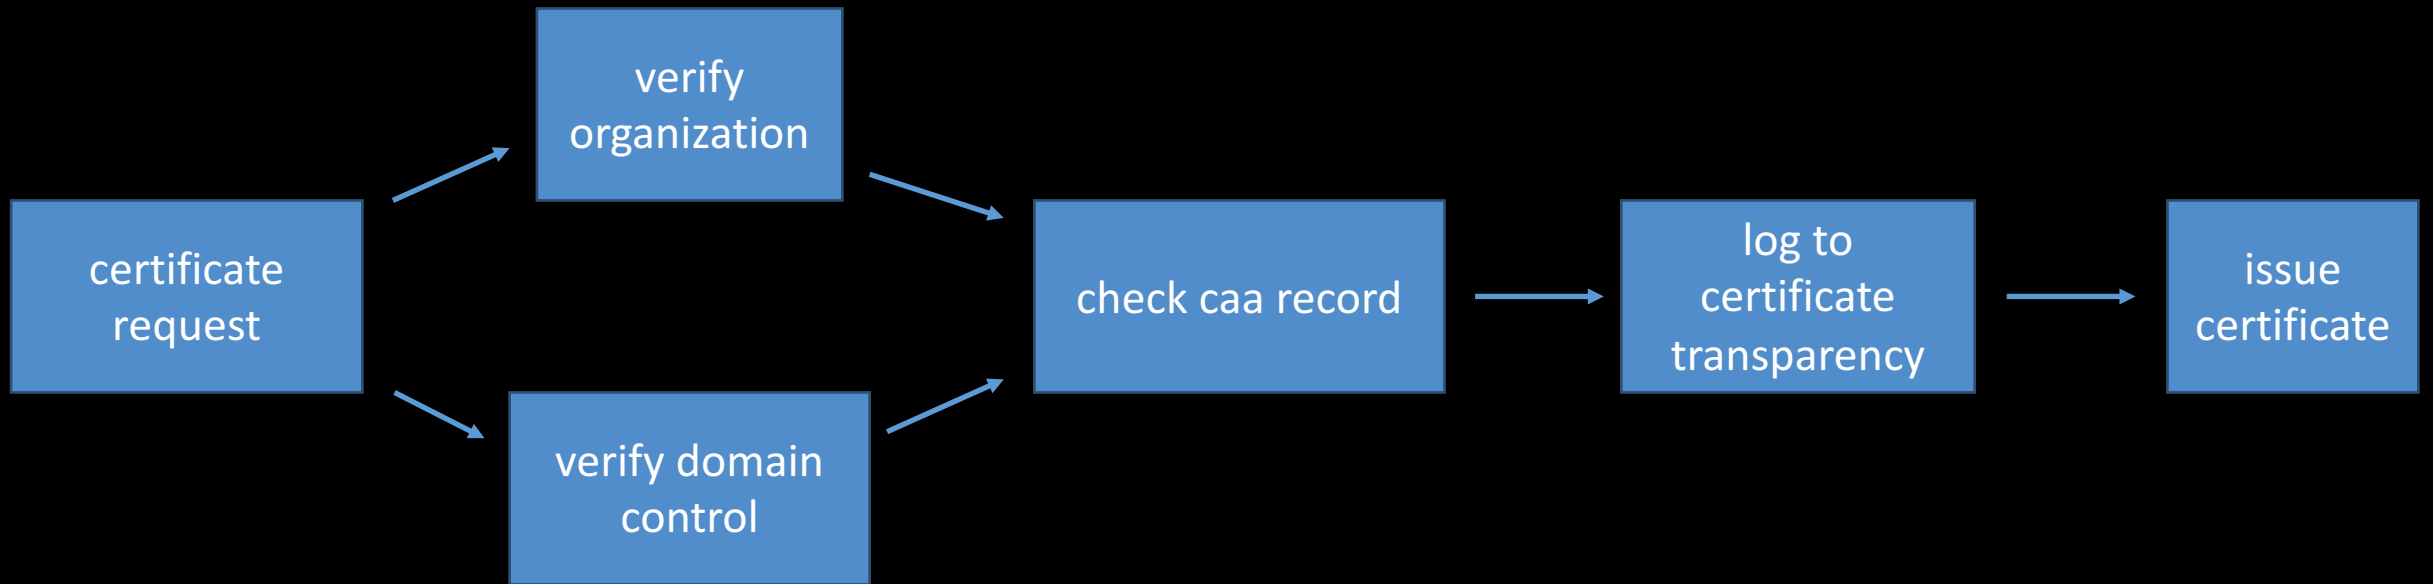 certificate
request
verify
organization
verify domain
control
check caa record
log to
certificate
transparency
issue
certificate